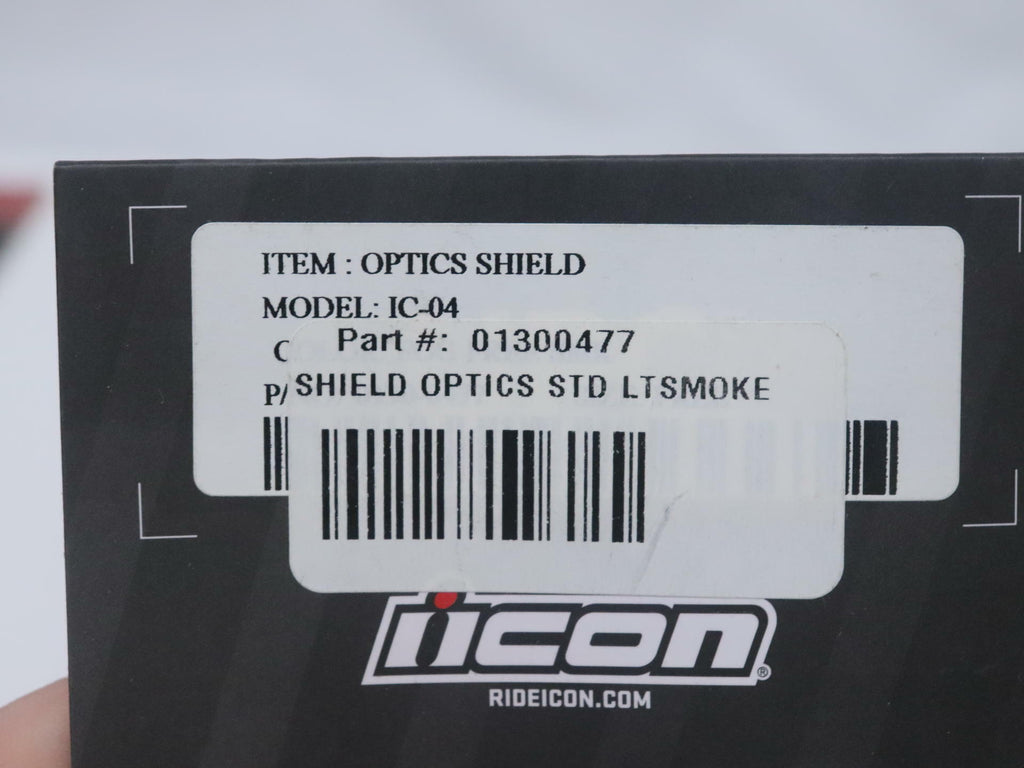 ITEM : OPTICS SHIELD
MODEL: IC-04
C
Part #: 01300477
P/
SHIELD OPTICS STD LTSMOKE
icon®
RIDEICON.COM